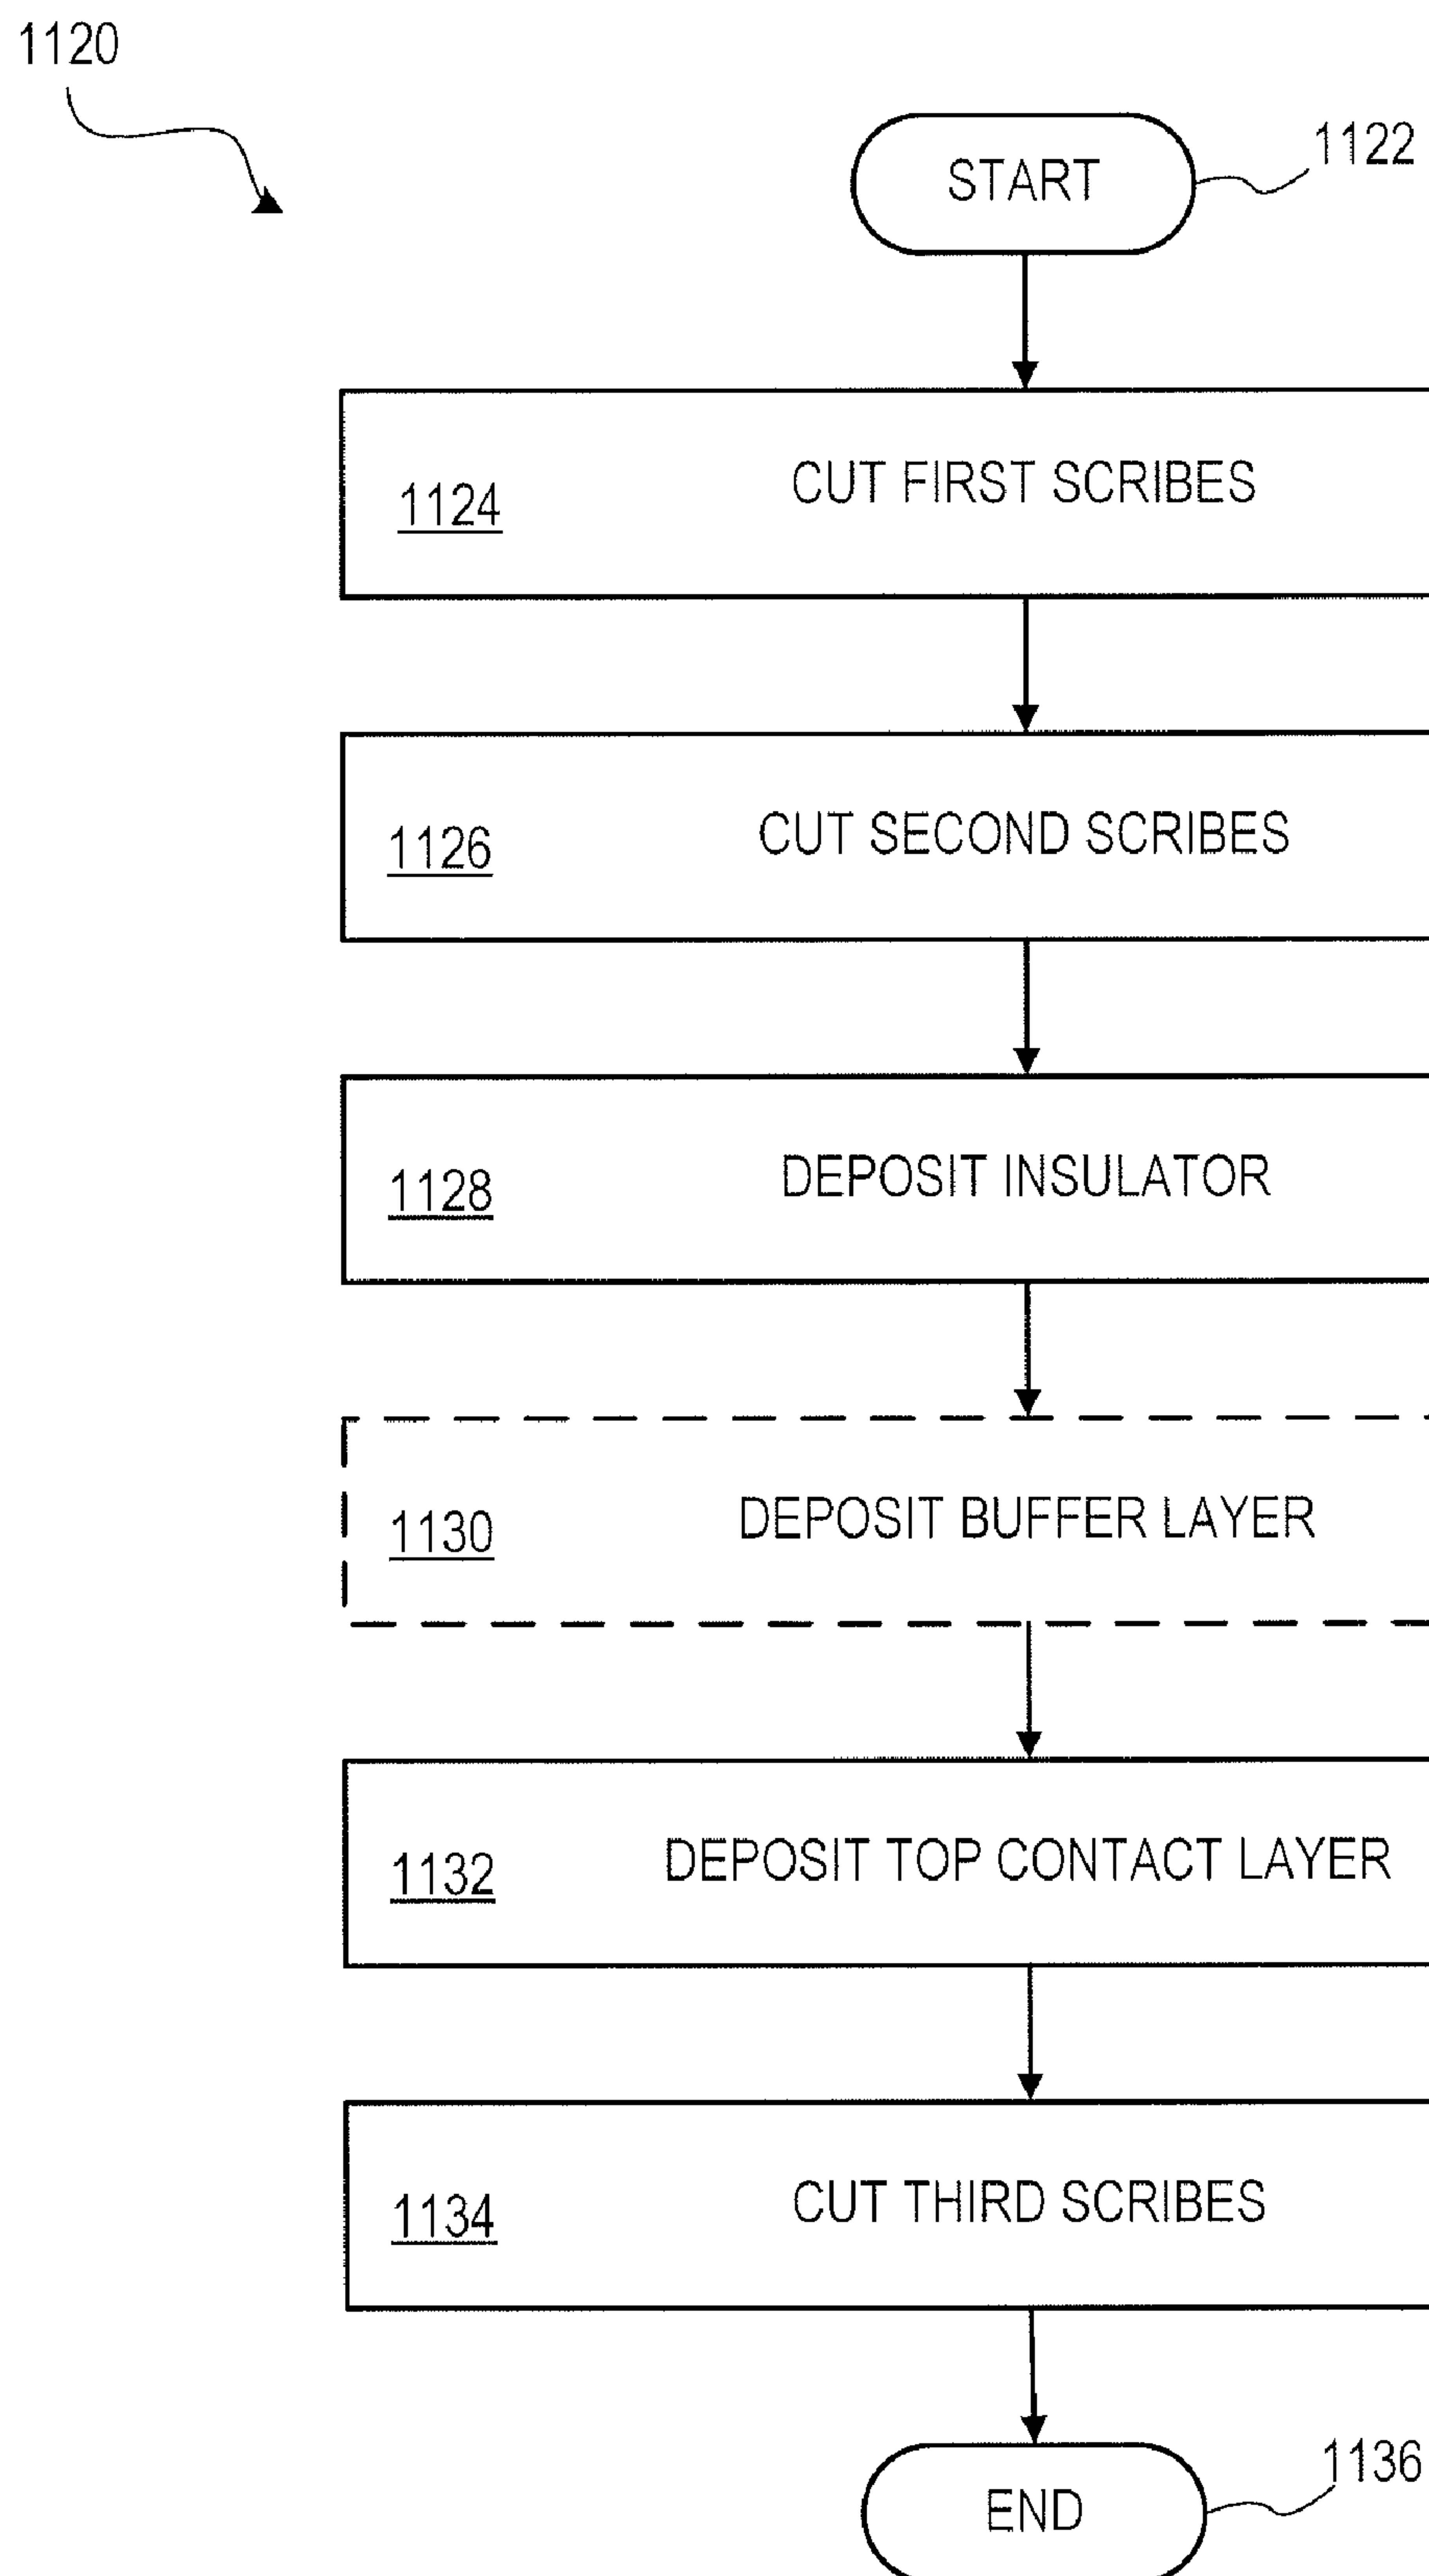 1120
START
1122
CUT FIRST SCRIBES
1124
CUT SECOND SCRIBES
1126
DEPOSIT INSULATOR
1128
DEPOSIT BUFFER LAYER
1130
DEPOSIT TOP CONTACT LAYER
1132
CUT THIRD SCRIBES
1134
1136
END